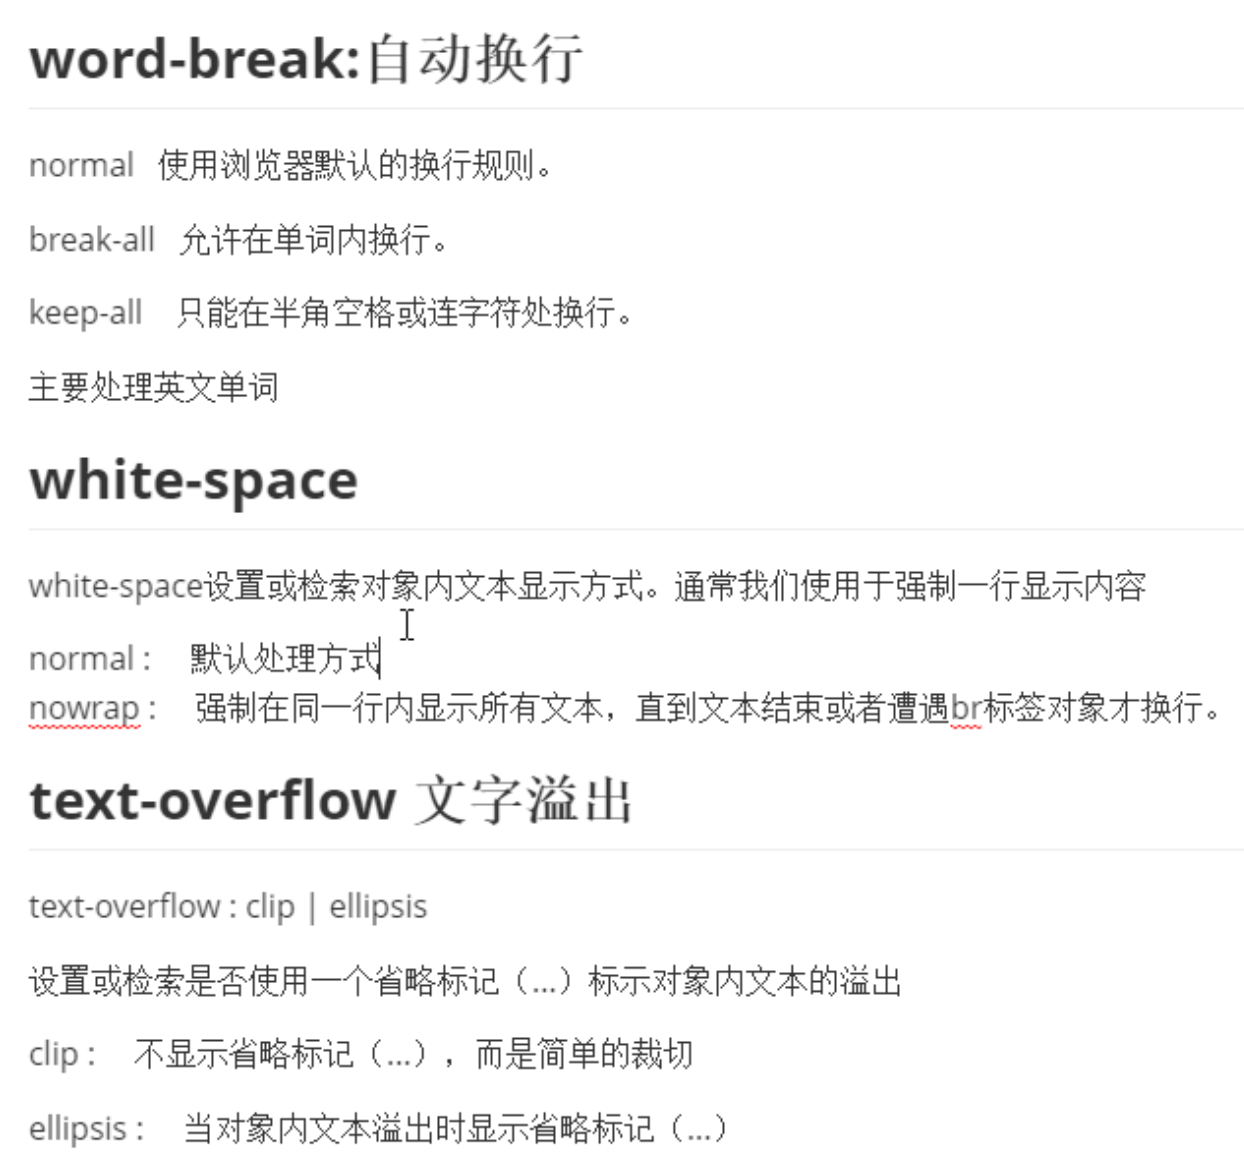 word-break:自动换行
normal 使用浏览器默认的换行规则。
break-all 允许在单词内换行。
keep-all 只能在半角空格或连字符处换行。
主要处理英文单词
white-space
white-space设置或检索对象内文本显示方式。通常我们使用于强制一行显示内容
normal : 默认处理方式
nowrap : 强制在同一行内显示所有文本，直到文本结束或者遭遇br标签对象才换行。
text-overflow 文字溢出
text-overflow : clip | ellipsis
设置或检索是否使用一个省略标记（...）标示对象内文本的溢出
clip : 不显示省略标记（...），而是简单的裁切
ellipsis : 当对象内文本溢出时显示省略标记（...）